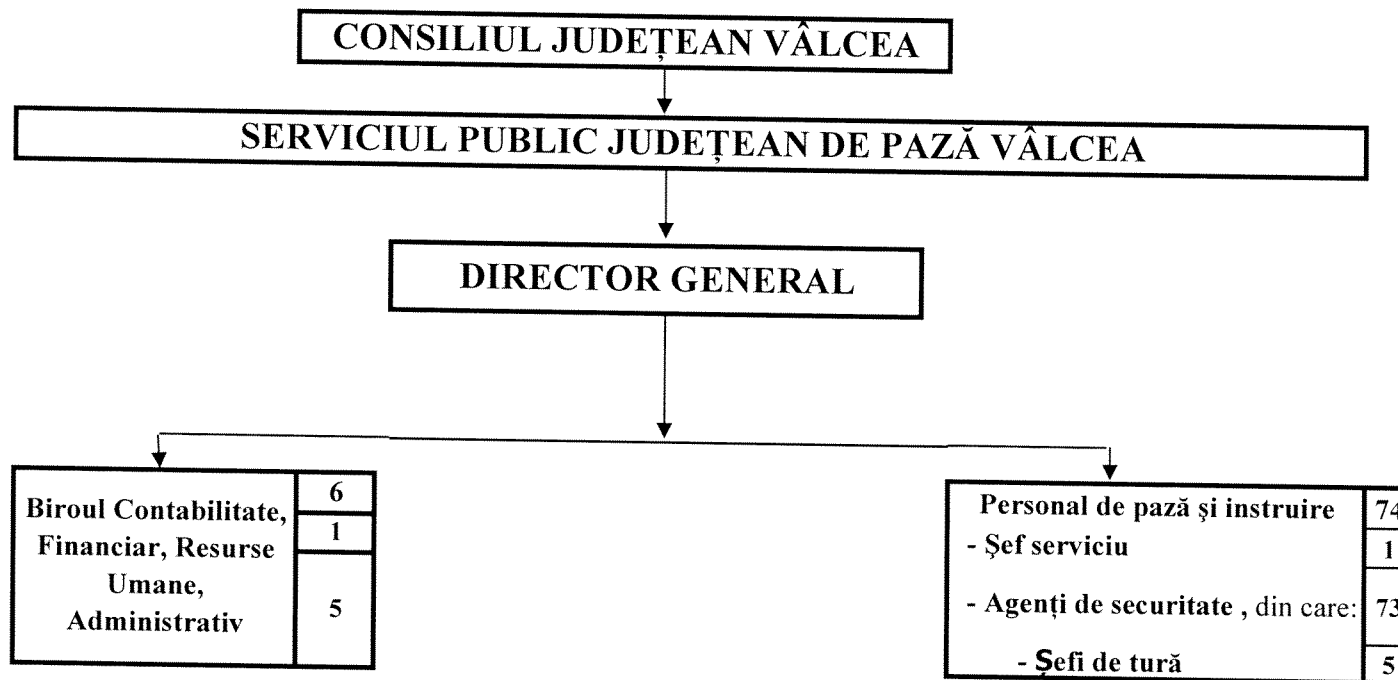 CONSILIUL JUDEȚEAN VÂLCEA
SERVICIUL PUBLIC JUDEȚEAN DE PAZĂ VÂLCEA
DIRECTOR GENERAL
Biroul Contabilitate,
Financiar, Resurse
Umane,
Administrativ
6
1
5
Personal de pază şi instruire 74
- Şef serviciu 1
- Agenți de securitate , din care: 73
- Şefi de tură 5